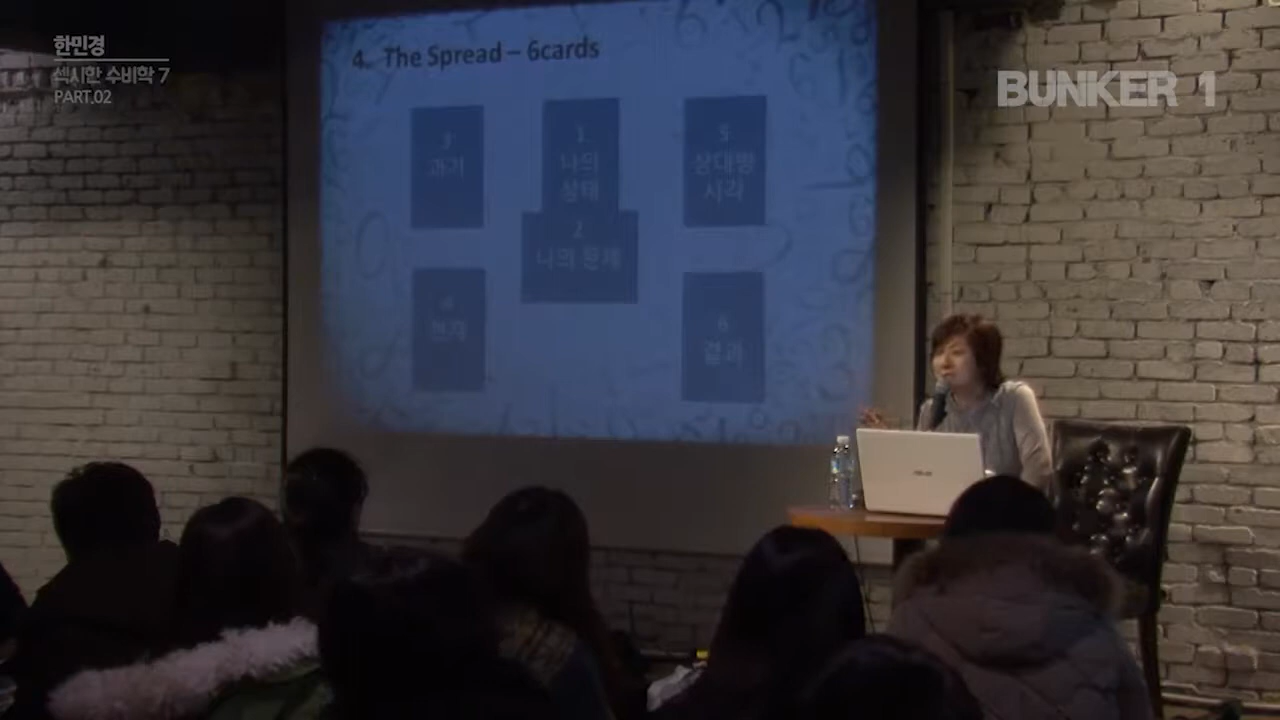 한민경
섹시한 수비학 7
PART.02
BUNKER 1
4. The Spread – 6cards
3
과거
1
나의
상태
5
상대방
시각
2
나의 문제
4
현재
6
결과